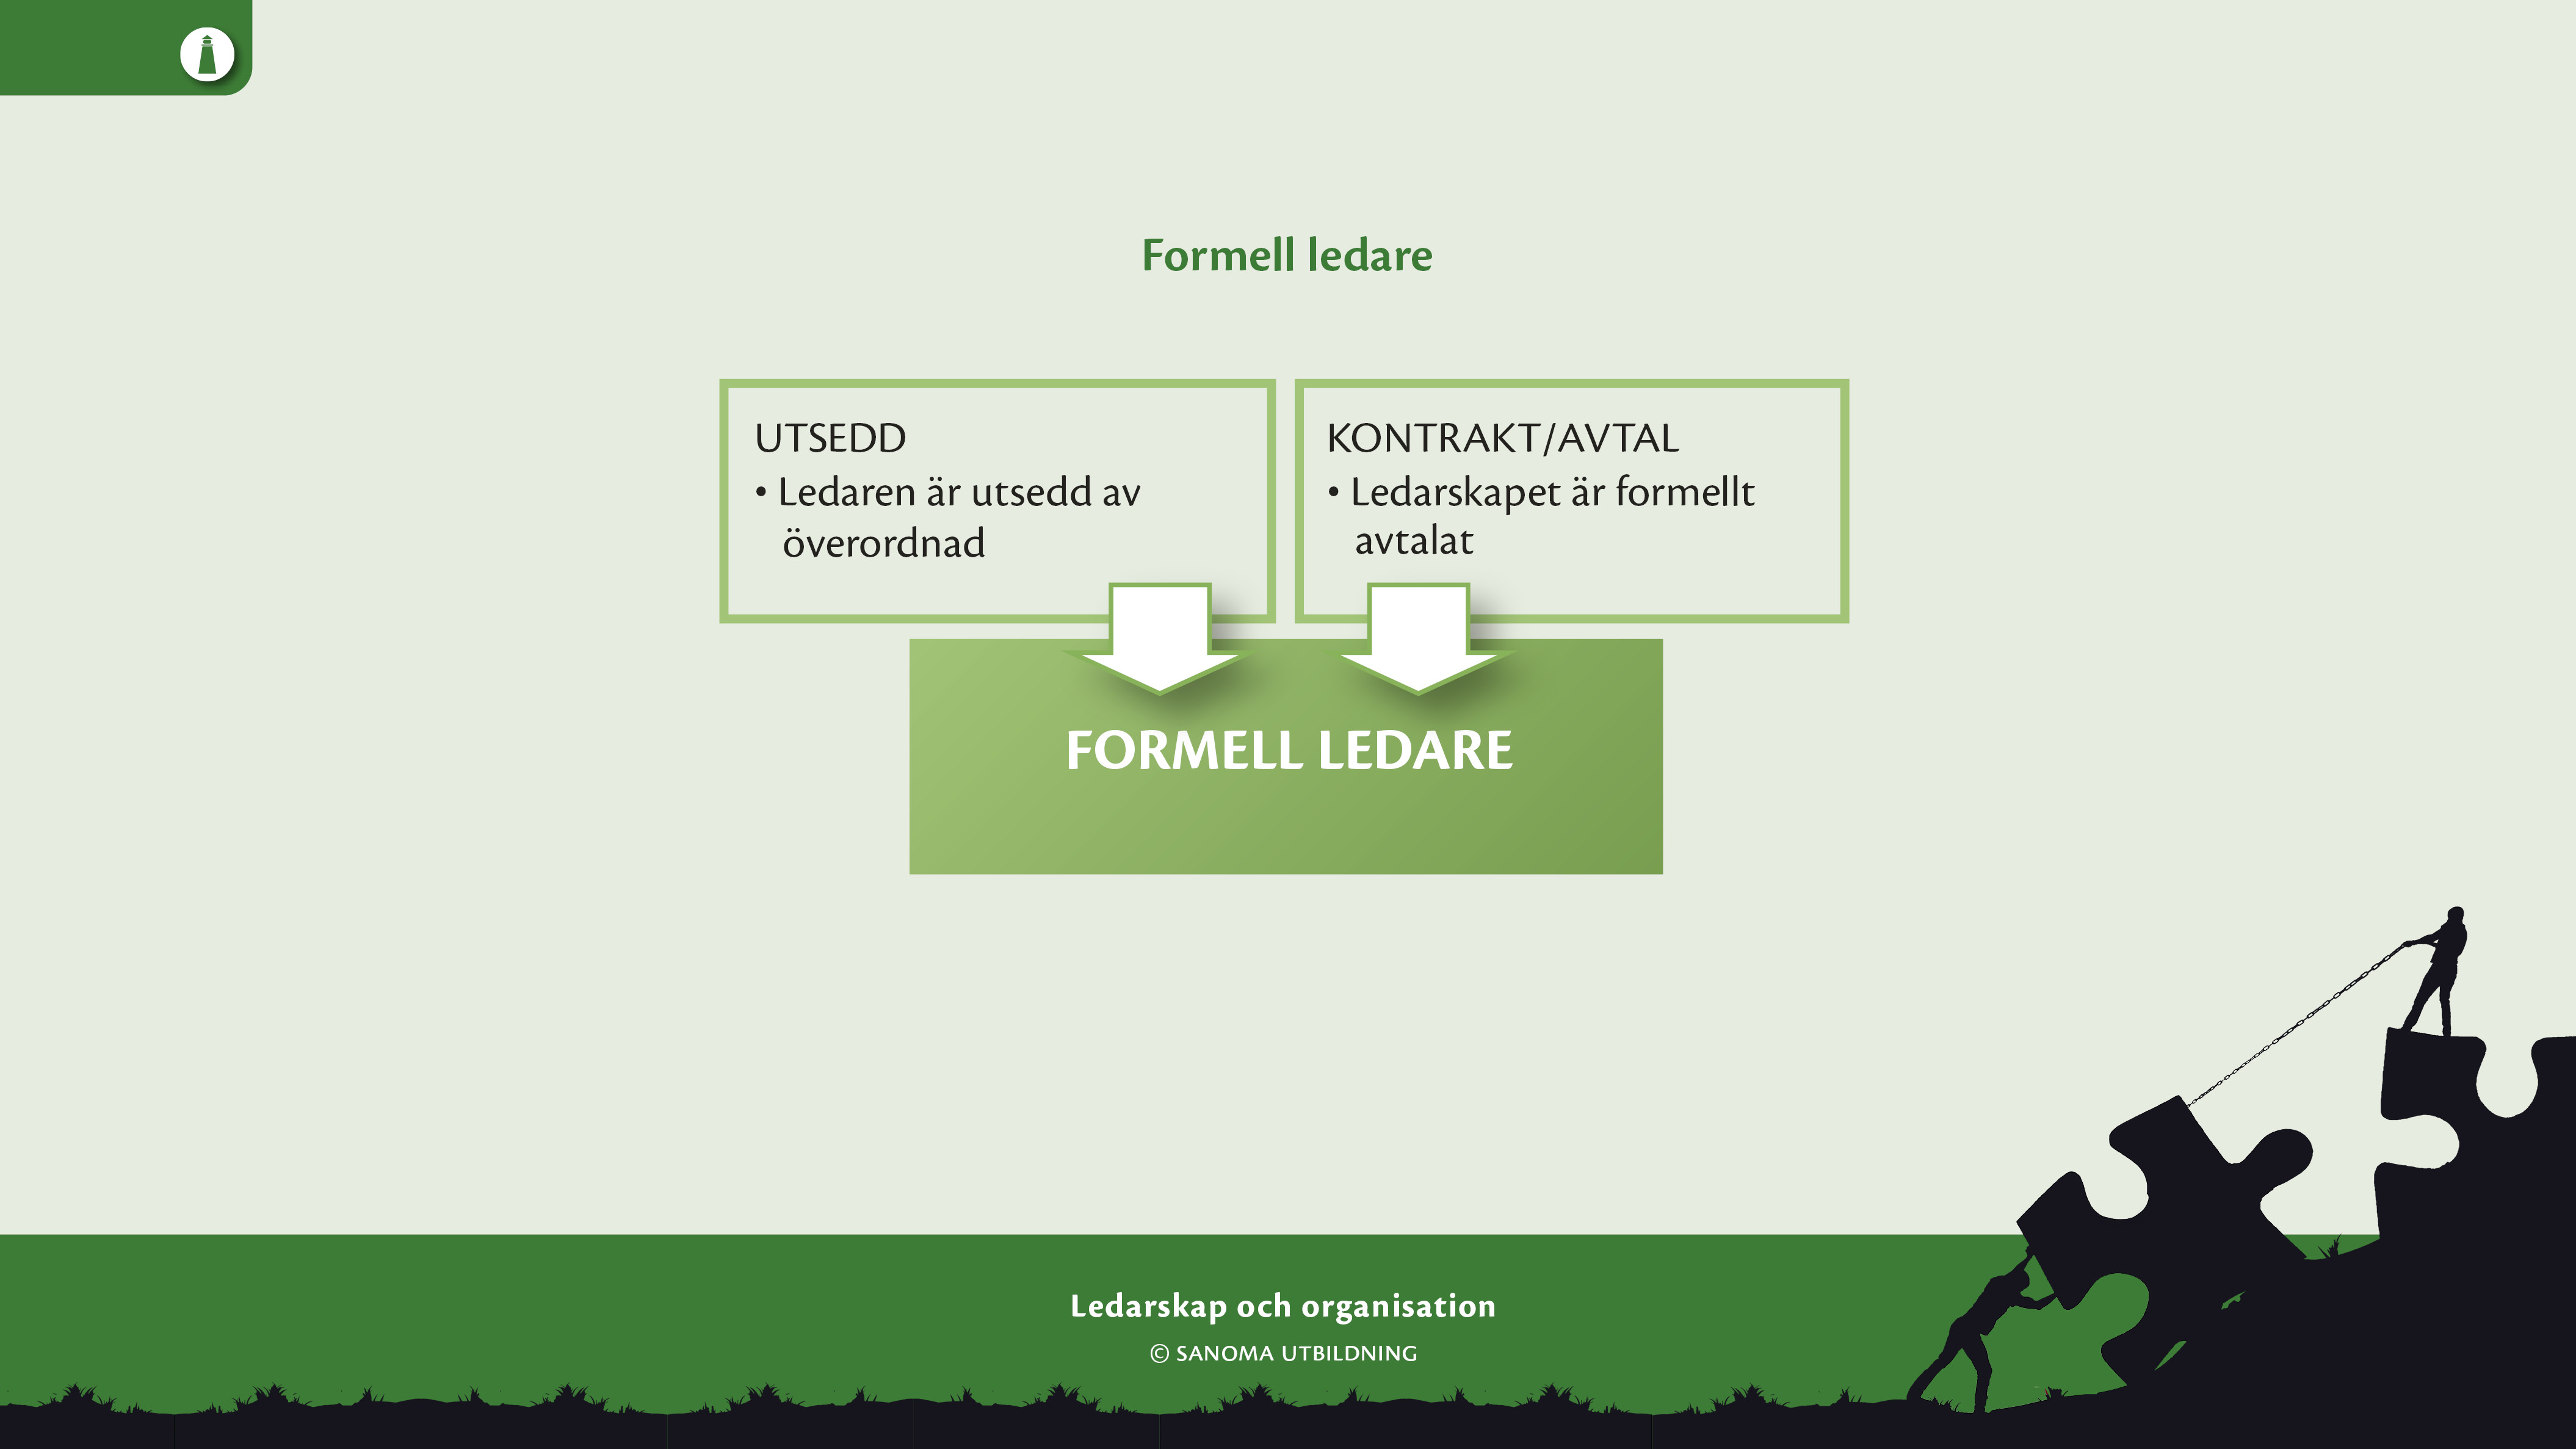 Formell ledare
UTSEDD
• Ledaren är utsedd av
överordnad
KONTRAKT/AVTAL
• Ledarskapet är formellt
avtalat
FORMELL LEDARE
Ledarskap och organisation
© SANOMA UTBILDNING